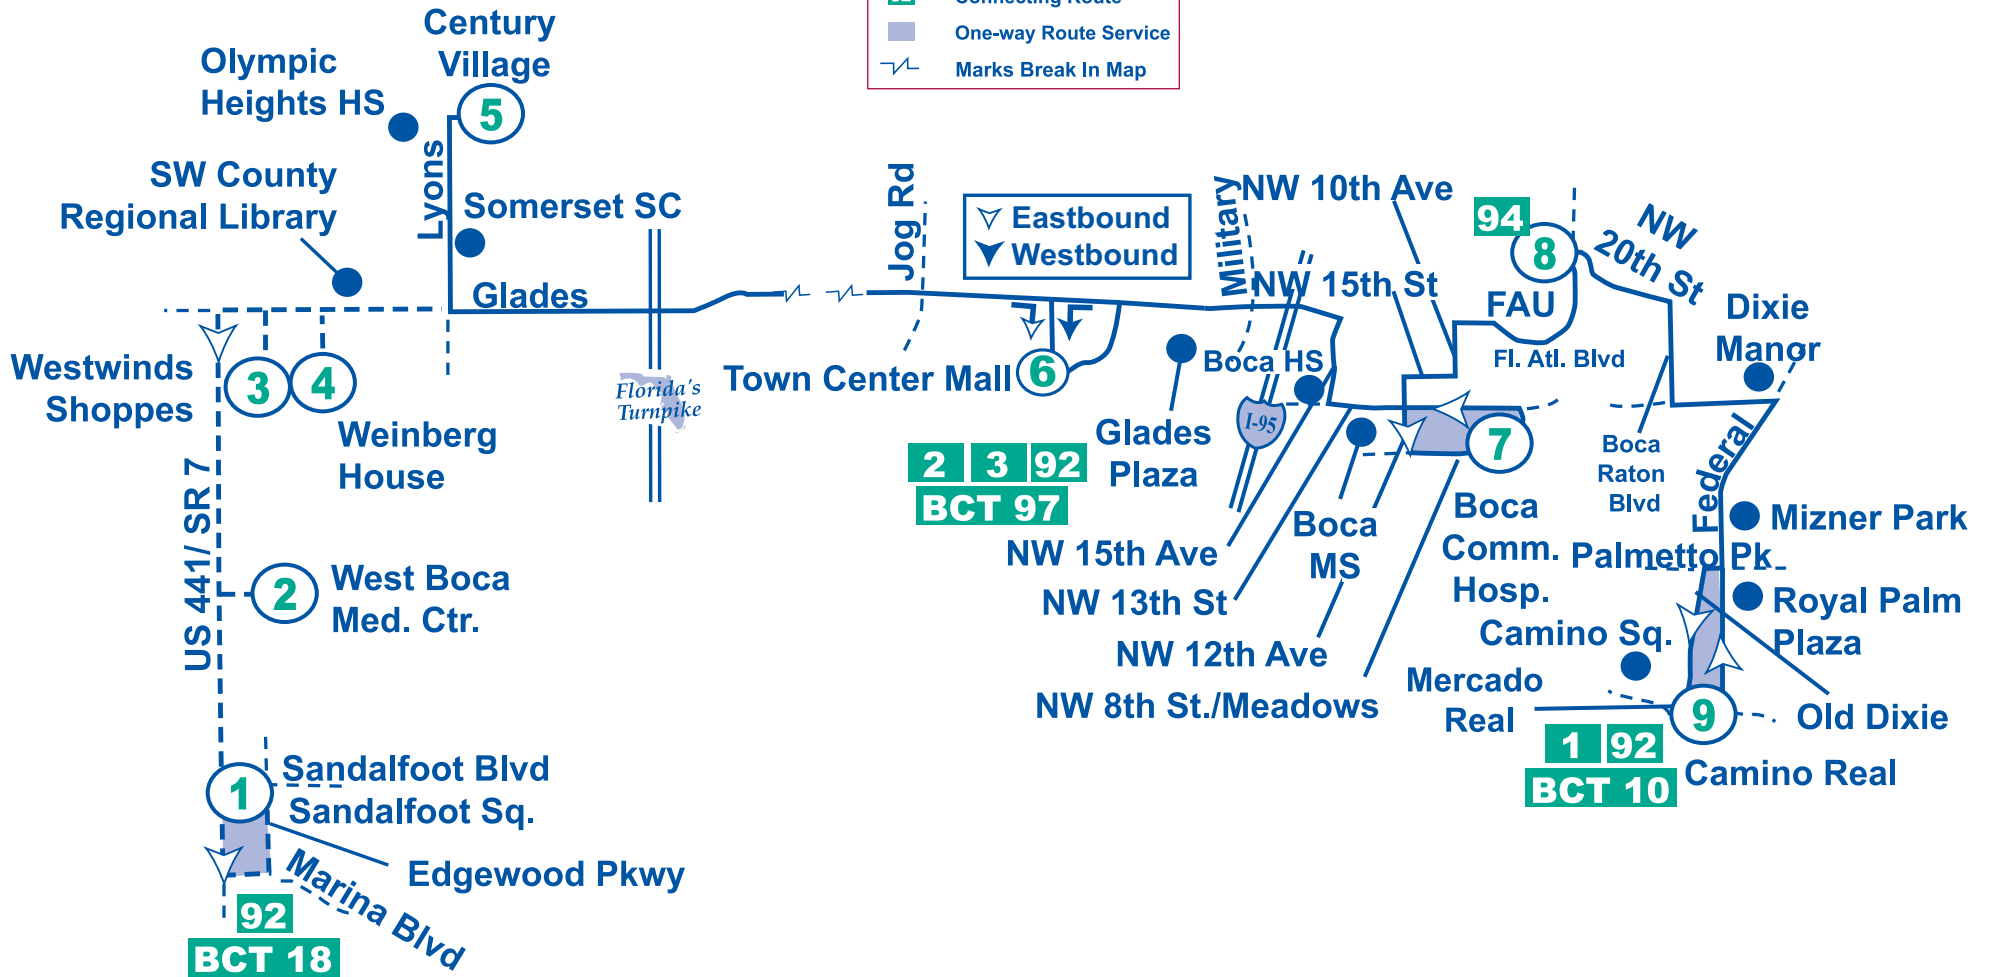 Connecting Route
One-way Route Service
Marks Break In Map
Century
Village
Olympic
Heights HS
5
Lyons
SW County
Regional Library
Somerset SC
Glades
Jog Rd
Eastbound
Westbound
Military
NW 10th Ave
NW 15th St
94
8
NW
20th St
FAU
Fl. Atl. Blvd
Dixie
Manor
Westwinds
Shoppes
3
4
Weinberg
House
Florida's
Turnpike
Town Center Mall
6
Boca HS
I-95
Glades
Plaza
2
3
92
BCT 97
7
Boca
Raton
Blvd
Federal
Mizner Park
Boca
MS
Boca
Comm.
Hosp.
Palmetto Pk
NW 15th Ave
NW 13th St
NW 12th Ave
NW 8th St./Meadows
US 441/ SR 7
2
West Boca
Med. Ctr.
Royal Palm
Plaza
Camino Sq.
Mercado
Real
9
Old Dixie
1
92
BCT 10
Camino Real
1
Sandalfoot Blvd
Sandalfoot Sq.
Edgewood Pkwy
Marina Blvd
92
BCT 18